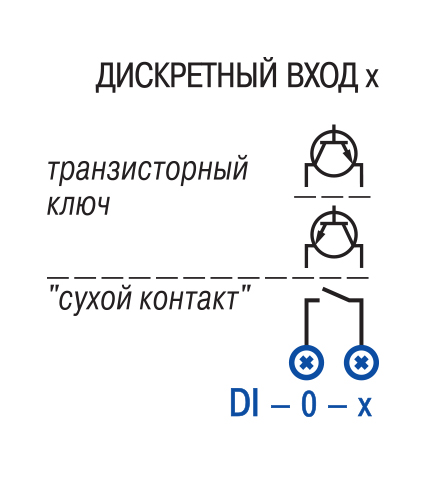 ДИСКРЕТНЫЙ ВХОД x
транзисторный
ключ
"сухой контакт"
DI – 0 – x